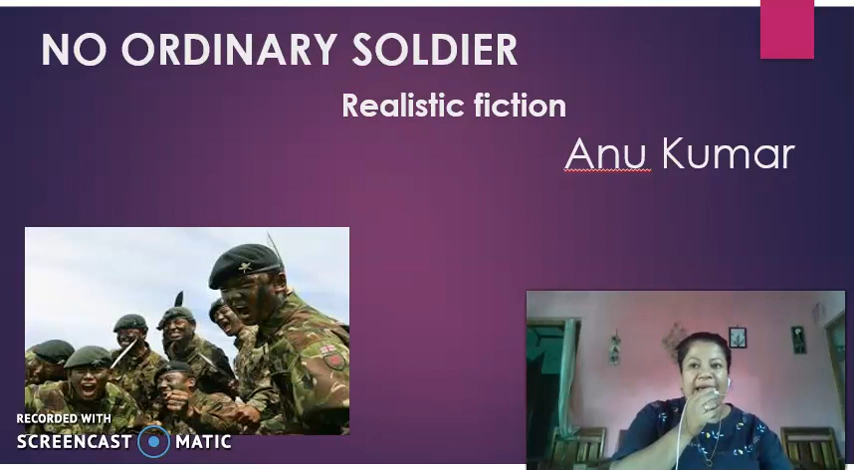 NO ORDINARY SOLDIER
Realistic fiction
Anu Kumar
RECORDED WITH
SCREENCAST MATIC